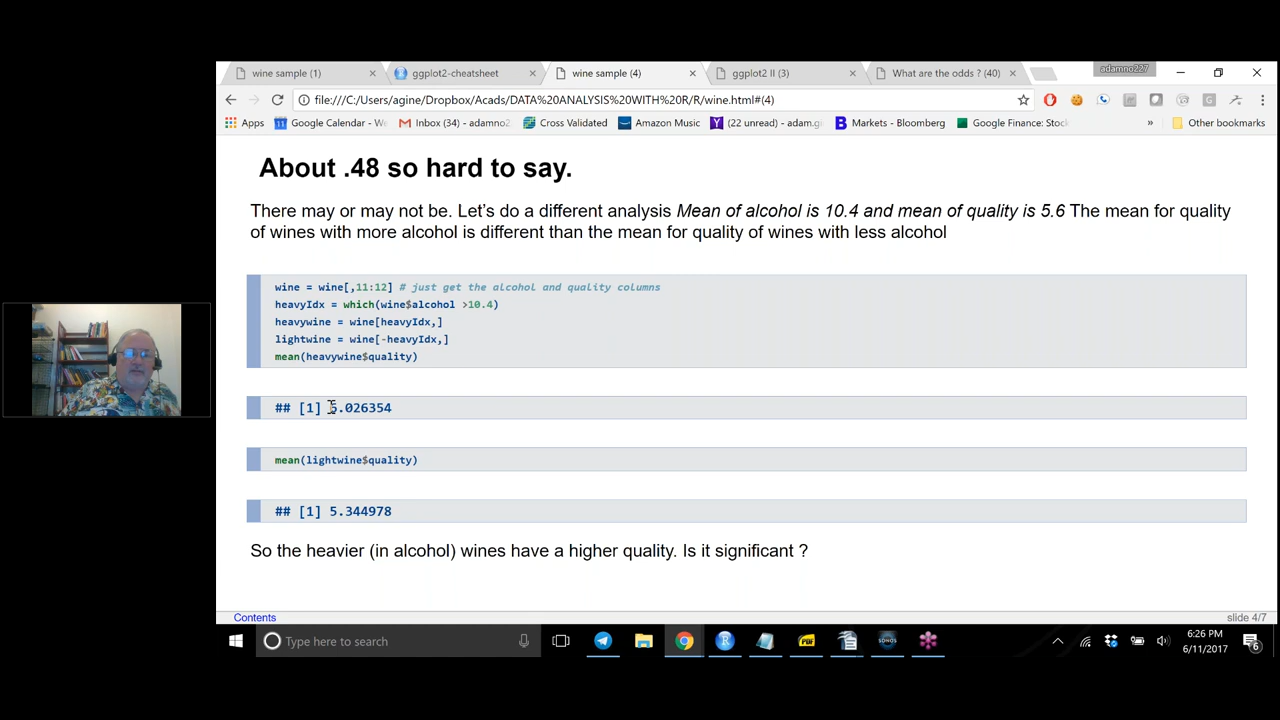 wine sample (1)
ggplot2-cheatsheet
wine sample (4)
ggplot2 II (3)
What are the odds ? (40)
adamno227
file:///C:/Users/agine/Dropbox/Acads/DATA%20ANALYSIS%20WITH%20R/R/wine.html#(4)
Apps
Google Calendar - We
Inbox (34) - adamno2
Cross Validated
Amazon Music
(22 unread) - adam.gi
Markets - Bloomberg
Google Finance: Stock
»
Other bookmarks
About .48 so hard to say.
There may or may not be. Let’s do a different analysis Mean of alcohol is 10.4 and mean of quality is 5.6 The mean for quality
of wines with more alcohol is different than the mean for quality of wines with less alcohol
wine = wine[,11:12] # just get the alcohol and quality columns
heavyIdx = which(wine$alcohol >10.4)
heavywine = wine[heavyIdx,]
lightwine = wine[-heavyIdx,]
mean(heavywine$quality)
## [1] .026354
mean(lightwine$quality)
## [1] 5.344978
So the heavier (in alcohol) wines have a higher quality. Is it significant ?
Contents
slide 4/7
Type here to search
PDF
SONOS
6:26 PM
6/11/2017
6